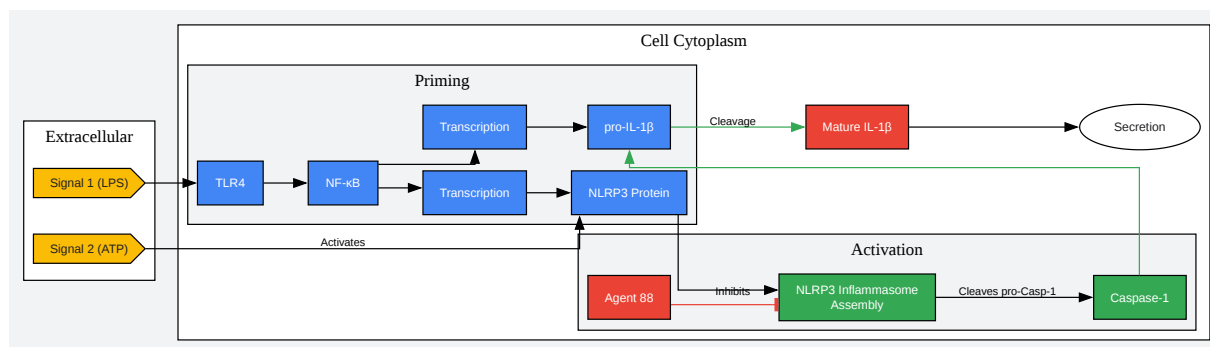 Cell Cytoplasm
Priming
Extracellular
Transcription
pro-IL-1β
Cleavage
Mature IL-1β
Secretion
Signal 1 (LPS)
TLR4
NF-κB
Transcription
NLRP3 Protein
Signal 2 (ATP)
Activates
Activation
Agent 88
Inhibits
NLRP3 Inflammasome
Assembly
Cleaves pro-Casp-1
Caspase-1